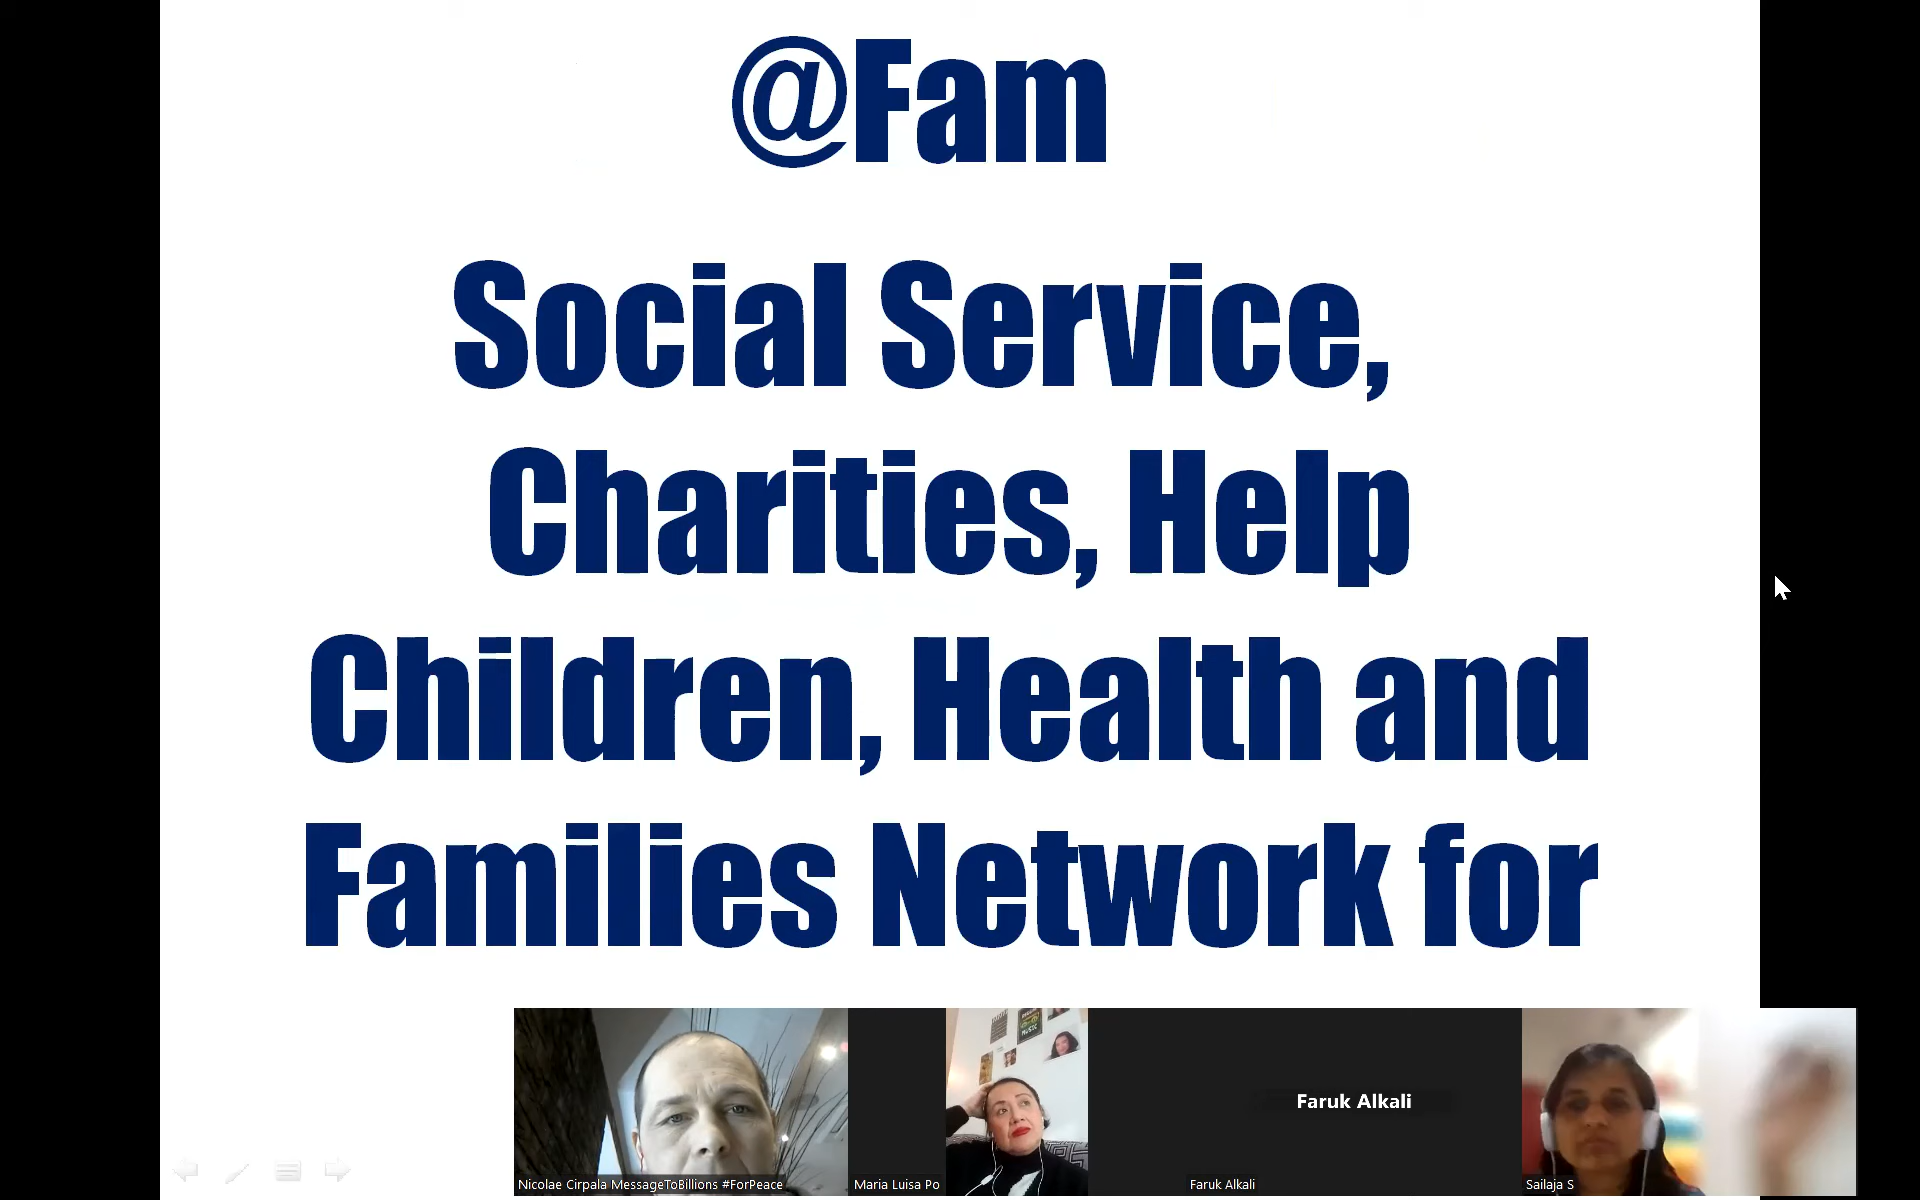 @Fam
Social Service,
Charities, Help
Children, Health and
Families Network for
Faruk Alkali
Nicolae Cirpala MessageToBillions #ForPeace
Maria Luisa Po
Faruk Alkali
Sailaja S